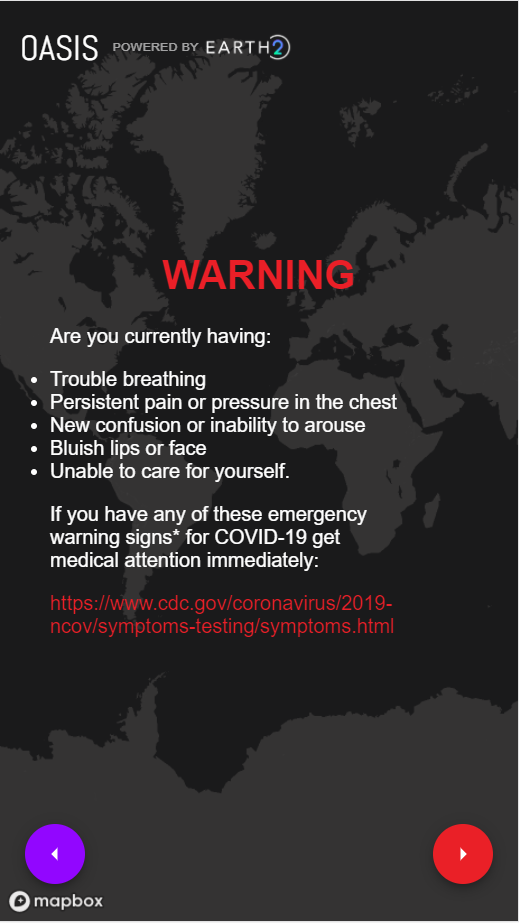 OASIS POWERED BY EARTH2
WARNING
Are you currently having:
Trouble breathing
Persistent pain or pressure in the chest
New confusion or inability to arouse
Bluish lips or face
Unable to care for yourself.
If you have any of these emergency
warning signs* for COVID-19 get
medical attention immediately:
https://www.cdc.gov/coronavirus/2019-
ncov/symptoms-testing/symptoms.html
mapbox